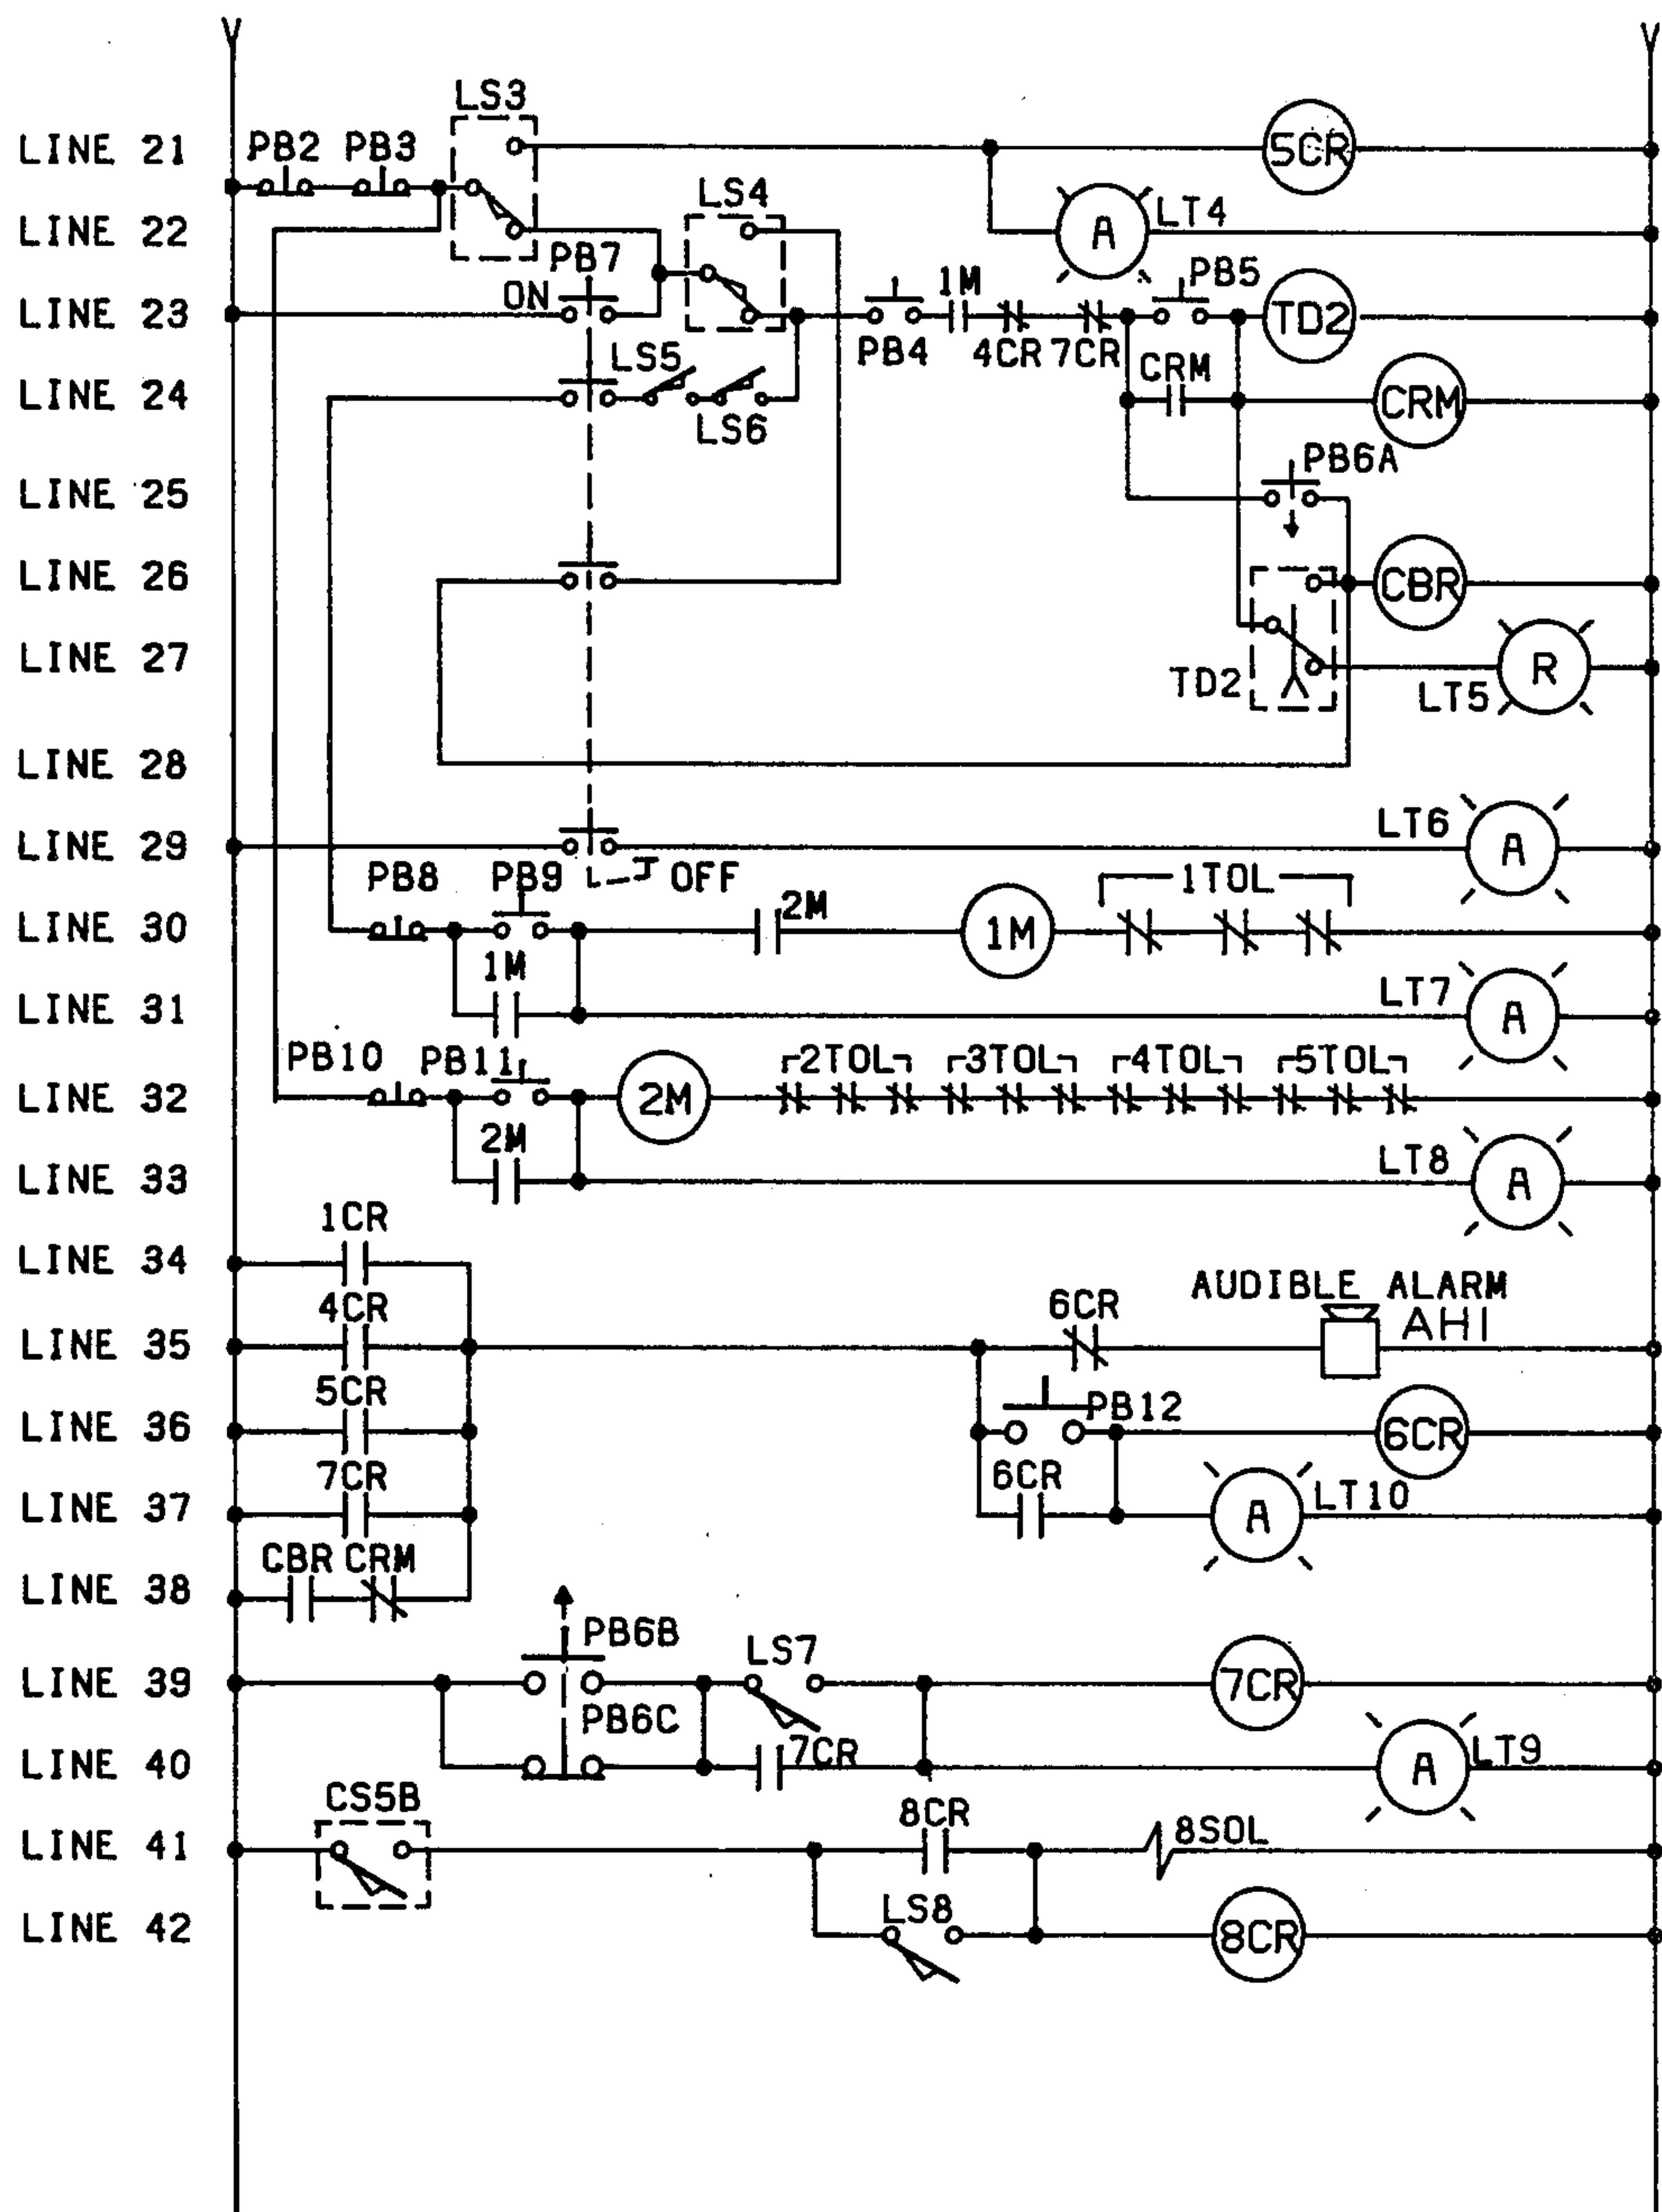 LS3
LINE 21 PB2 PB3 5CR
LINE 22 LS4 A LT4
PB7
LINE 23 ON 1M PB5 TD2
PB4 4CR 7CR
LINE 24 LS5 CRM CRM
LS6
LINE 25 PB6A
LINE 26 CBR
LINE 27 TD2 LT5 R
LINE 28
LINE 29 LT6 A
OFF
PB8 PB9 1TOL
LINE 30 2M 1M
1M
LINE 31 LT7 A
PB10 PB11 2TOL 3TOL 4TOL 5TOL
LINE 32 2M
2M
LINE 33 LT8 A
1CR
LINE 34
4CR 6CR AUDIBLE ALARM
LINE 35 AH1
5CR
LINE 36 PB12 6CR
7CR 6CR
LINE 37 A LT10
CBR CRM
LINE 38
PB6B LS7
LINE 39 7CR
PB6C
LINE 40 7CR A LT9
CS5B 8CR
LINE 41 8SOL
LS8
LINE 42 8CR